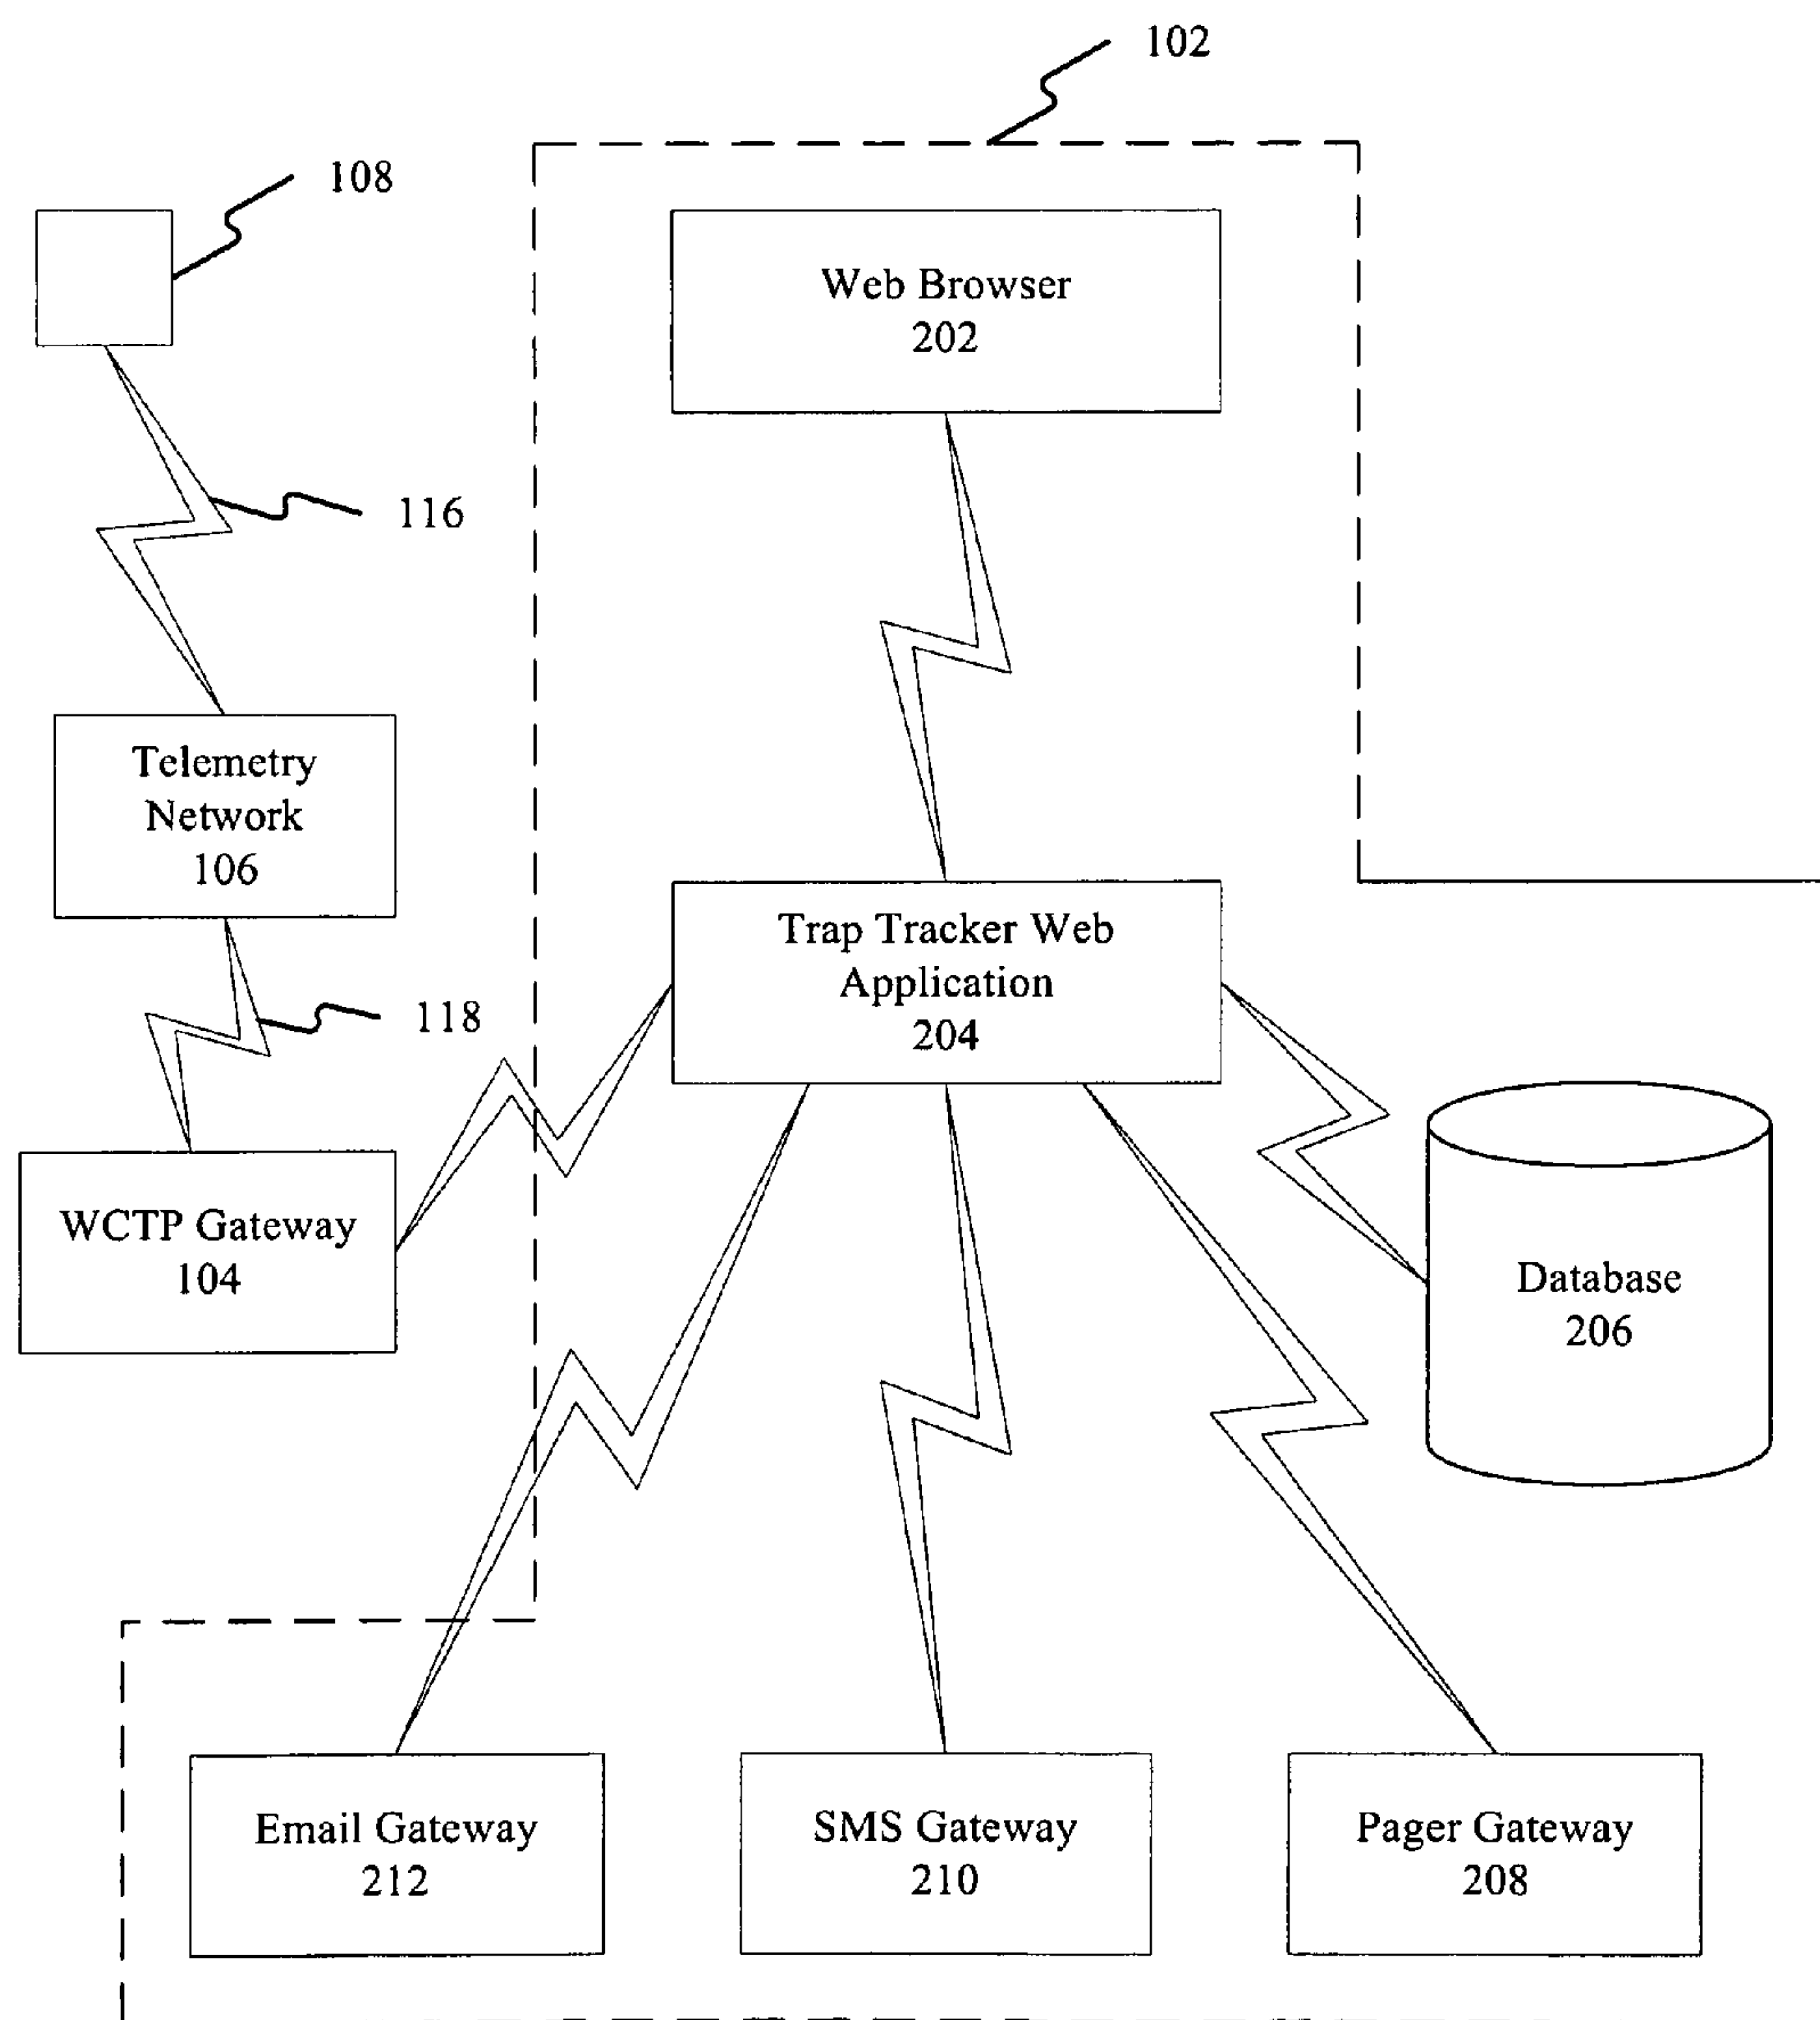 102
108
Web Browser
202
116
Telemetry
Network
106
Trap Tracker Web
Application
204
118
WCTP Gateway
104
Database
206
Email Gateway
212
SMS Gateway
210
Pager Gateway
208